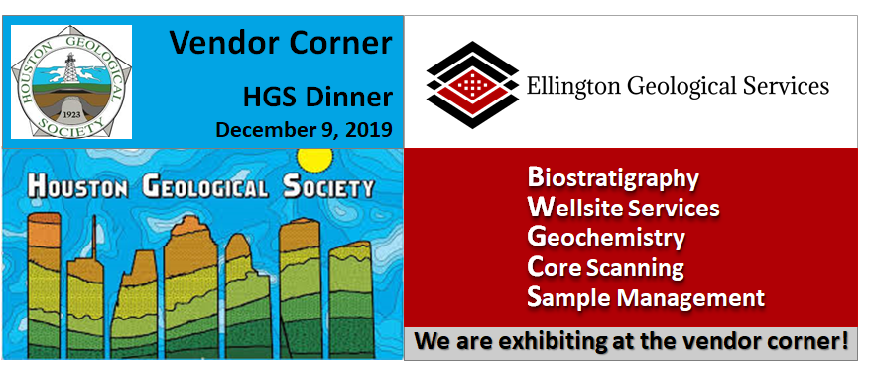 HOUSTON GEOLOGICAL
SOCIETY
1923
Vendor Corner
HGS Dinner
December 9, 2019
Ellington Geological Services
HOUSTON GEOLOGICAL SOCIETY
Biostratigraphy
Wellsite Services
Geochemistry
Core Scanning
Sample Management
We are exhibiting at the vendor corner!